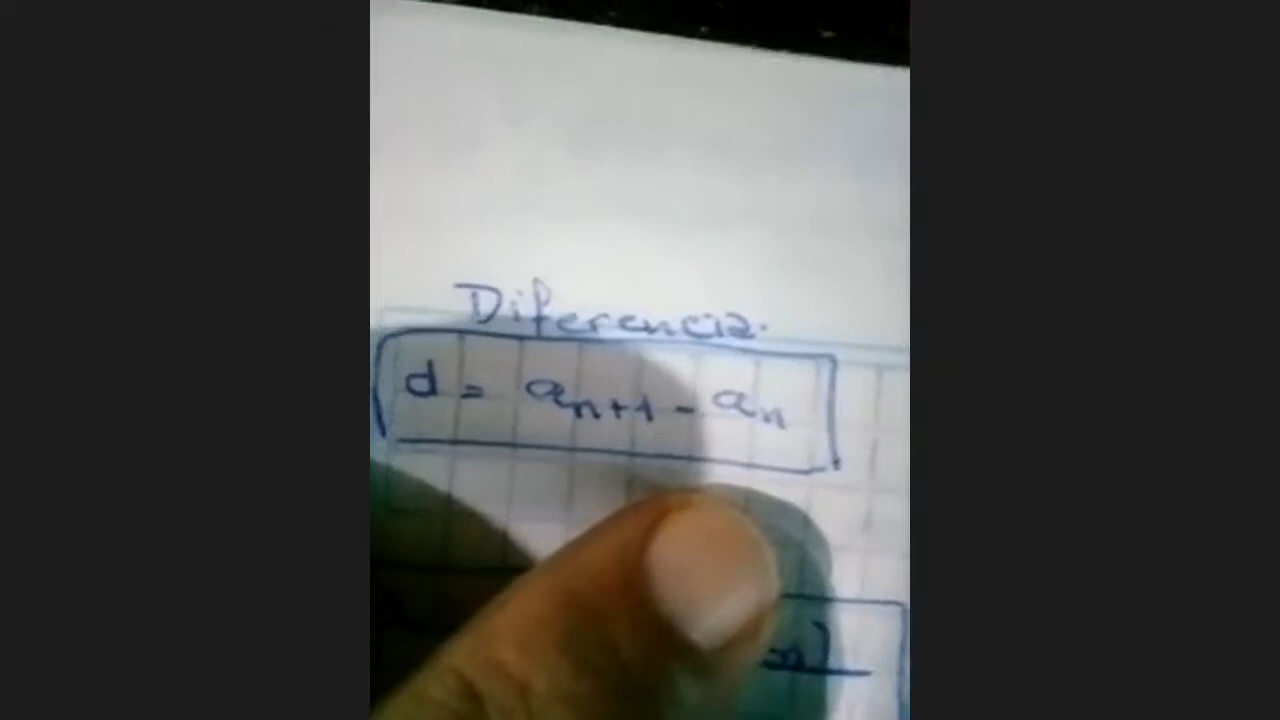 Diferencia.
d = aₙ₊₁ - aₙ